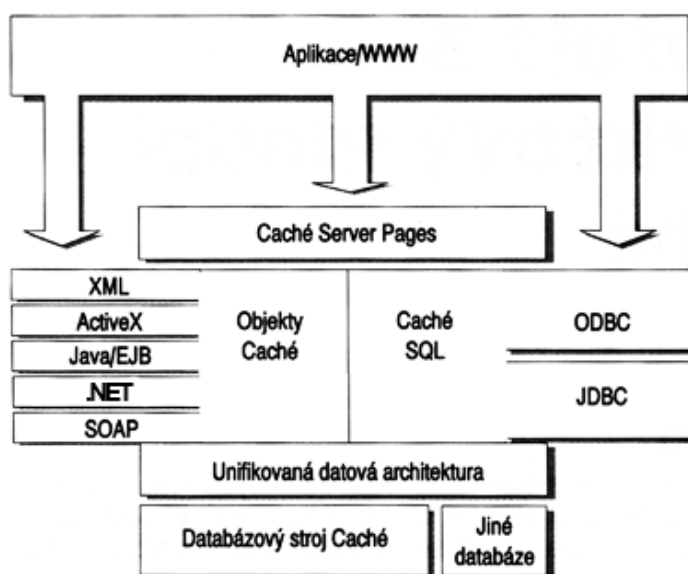 Aplikace/WWW
Caché Server Pages
XML
ActiveX
Java/EJB
.NET
SOAP
Objekty
Caché
Caché
SQL
ODBC
JDBC
Unifikovaná datová architektura
Databázový stroj Caché
Jiné
databáze